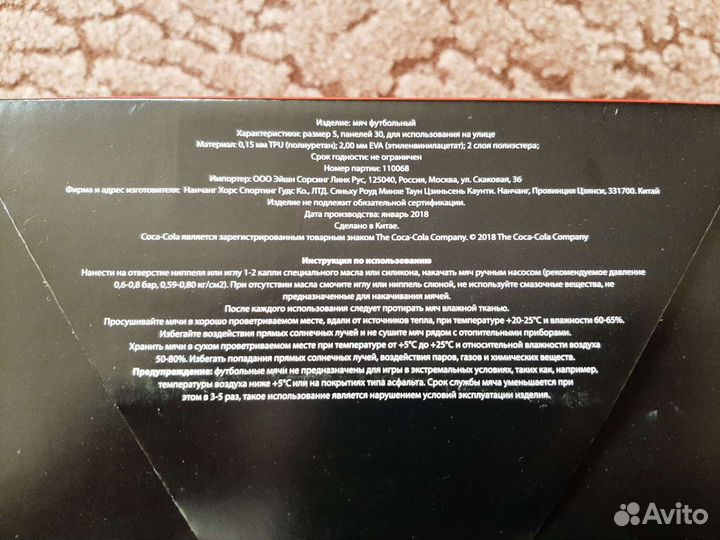 Изделие: мяч футбольный
Характеристики: размер 5, панелей 30, для использования на улице
Материал: 0,15 мм TPU (полиуретан); 2,00 мм EVA (этиленвинилацетат); 2 слоя полиэстера;
Срок годности: не ограничен
Номер партии: 110068
Импортер: ООО Эйшн Сорсинг Линк Рус, 125040, Россия, Москва, ул. Скаковая, 36
Фирма и адрес изготовителя: Нанчанг Хорс Спортинг Гудс Ко., ЛТД. Сяньху Роуд Минхе Таун Цзиньсень Каунти. Нанчанг, Провинция Цзянси, 331700. Китай
Изделие не подлежит обязательной сертификации.
Дата производства: январь 2018
Сделано в Китае.
Coca-Cola является зарегистрированным товарным знаком The Coca-Cola Company. © 2018 The Coca-Cola Company
Инструкция по использованию
Нанести на отверстие ниппеля или иглу 1-2 капли специального масла или силикона, накачать мяч ручным насосом (рекомендуемое давление
0,6-0,8 бар, 0,59-0,80 кг/см2). При отсутствии масла смочите иглу или ниппель слюной, не используйте смазочные вещества, не
предназначенные для накачивания мячей.
После каждого использования следует протирать мяч влажной тканью.
Просушивайте мячи в хорошо проветриваемом месте, вдали от источников тепла, при температуре +20-25°C и влажности 60-65%.
Избегайте воздействия прямых солнечных лучей и не сушите мяч рядом с отопительными приборами.
Хранить мячи в сухом проветриваемом месте при температуре от +5°C до +25°C и относительной влажности воздуха
50-80%. Избегать попадания прямых солнечных лучей, воздействия паров, газов и химических веществ.
Предупреждение: футбольные мячи не предназначены для игры в экстремальных условиях, таких как, например,
температуры воздуха ниже +5°C или на покрытиях типа асфальта. Срок службы мяча уменьшается при
этом в 3-5 раз, такое использование является нарушением условий эксплуатации изделия.
Avito